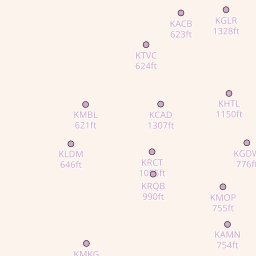 KACB
623ft
KGLR
1328ft
KTVC
624ft
KHTL
1150ft
KMBL
621ft
KCAD
1307ft
KLDM
646ft
KRCT
KRQB
990ft
776ft
KMOP
755ft
KAMN
754ft
KMKG